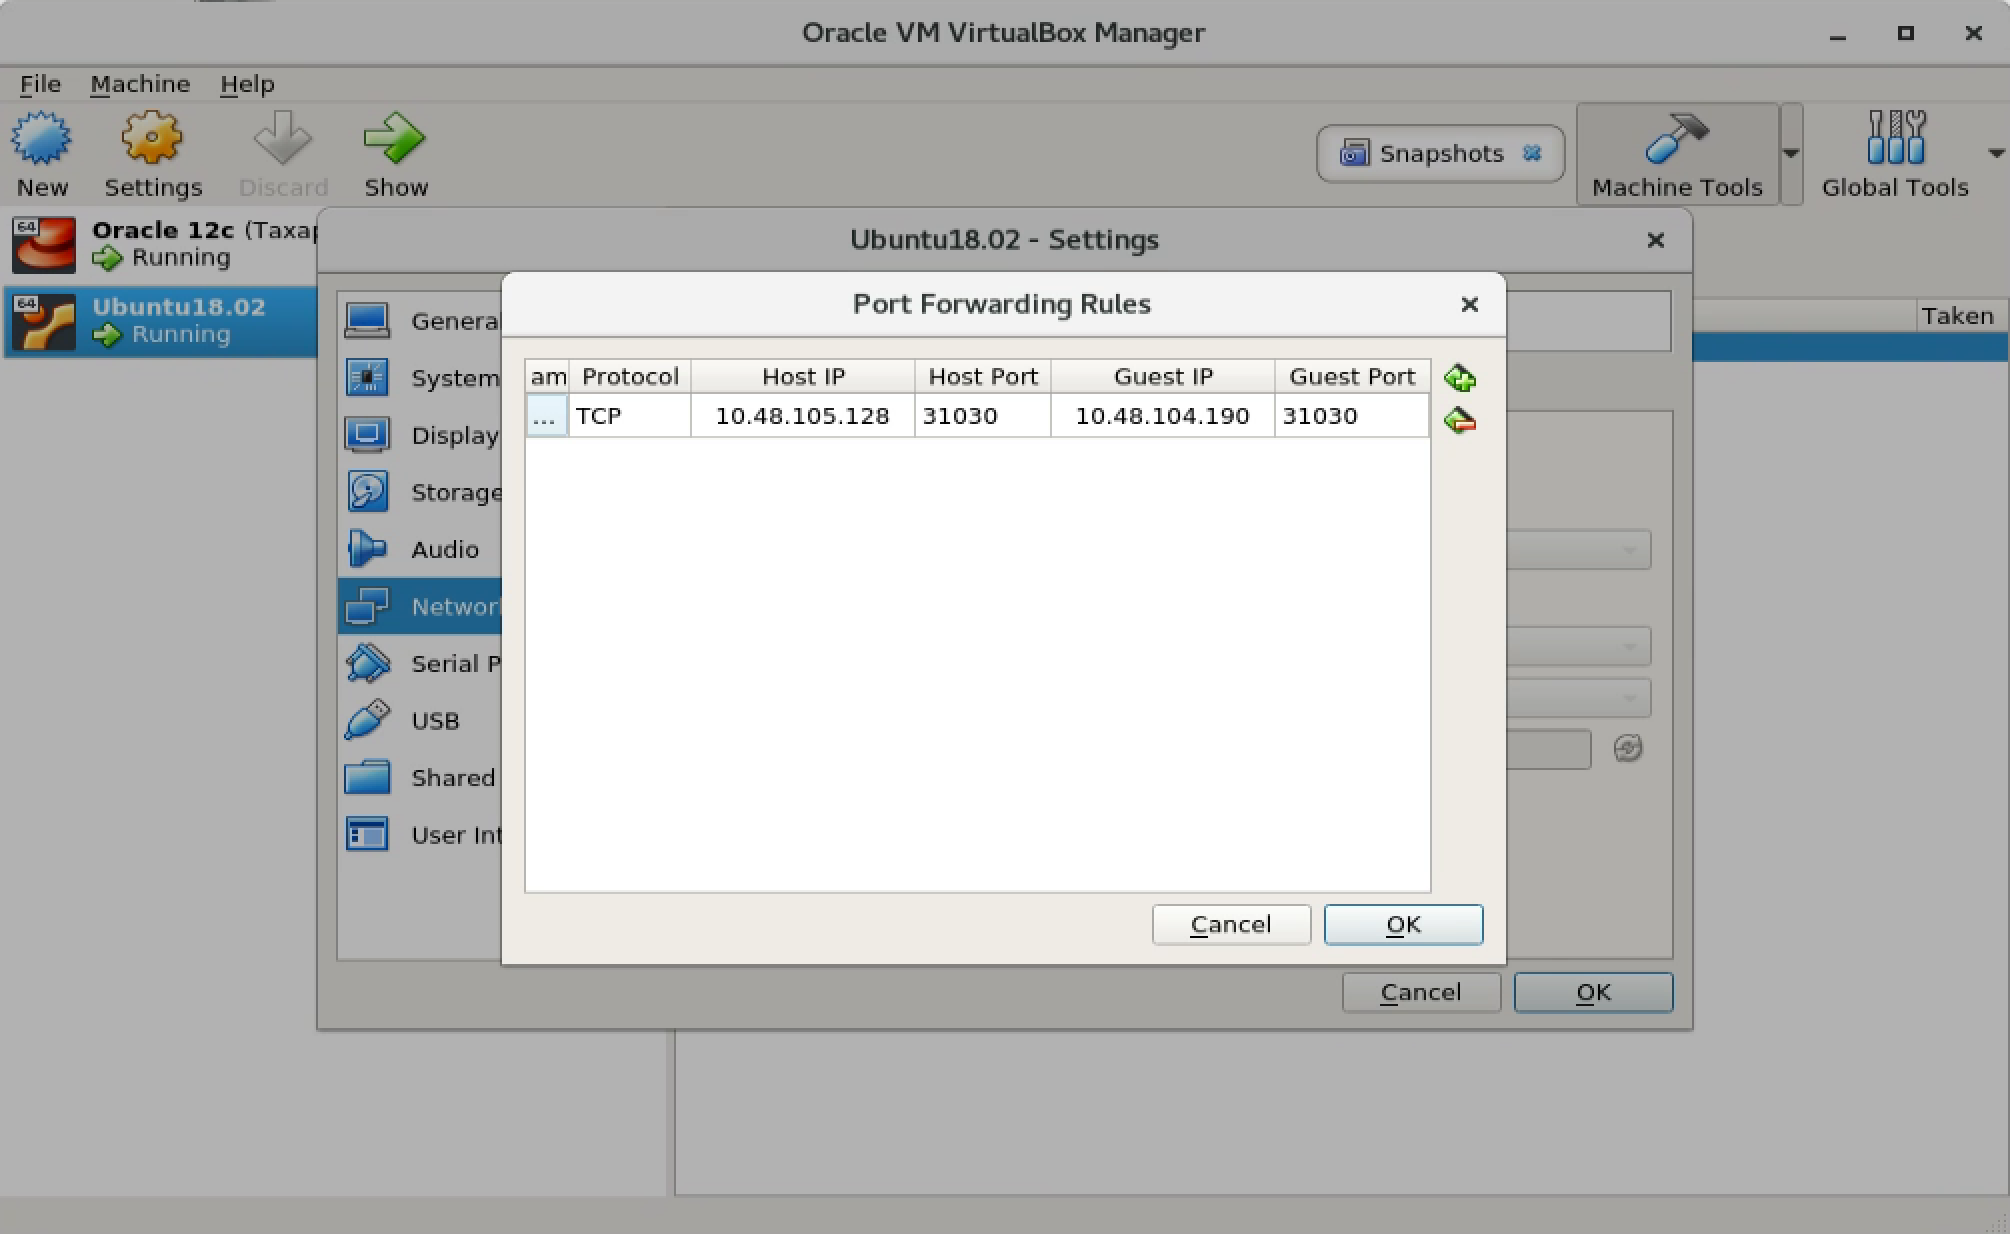 Oracle VM VirtualBox Manager
File Machine Help
New Settings Discard Show
Snapshots
Machine Tools
Global Tools
64
Oracle 12c (Taxap
Running
64
Ubuntu18.02
Running
Taken
Ubuntu18.02 - Settings
General
System
Display
Storage
Audio
Network
Serial P
USB
Shared
User Int
Port Forwarding Rules
am Protocol Host IP Host Port Guest IP Guest Port
... TCP 10.48.105.128 31030 10.48.104.190 31030
Cancel OK
Cancel OK